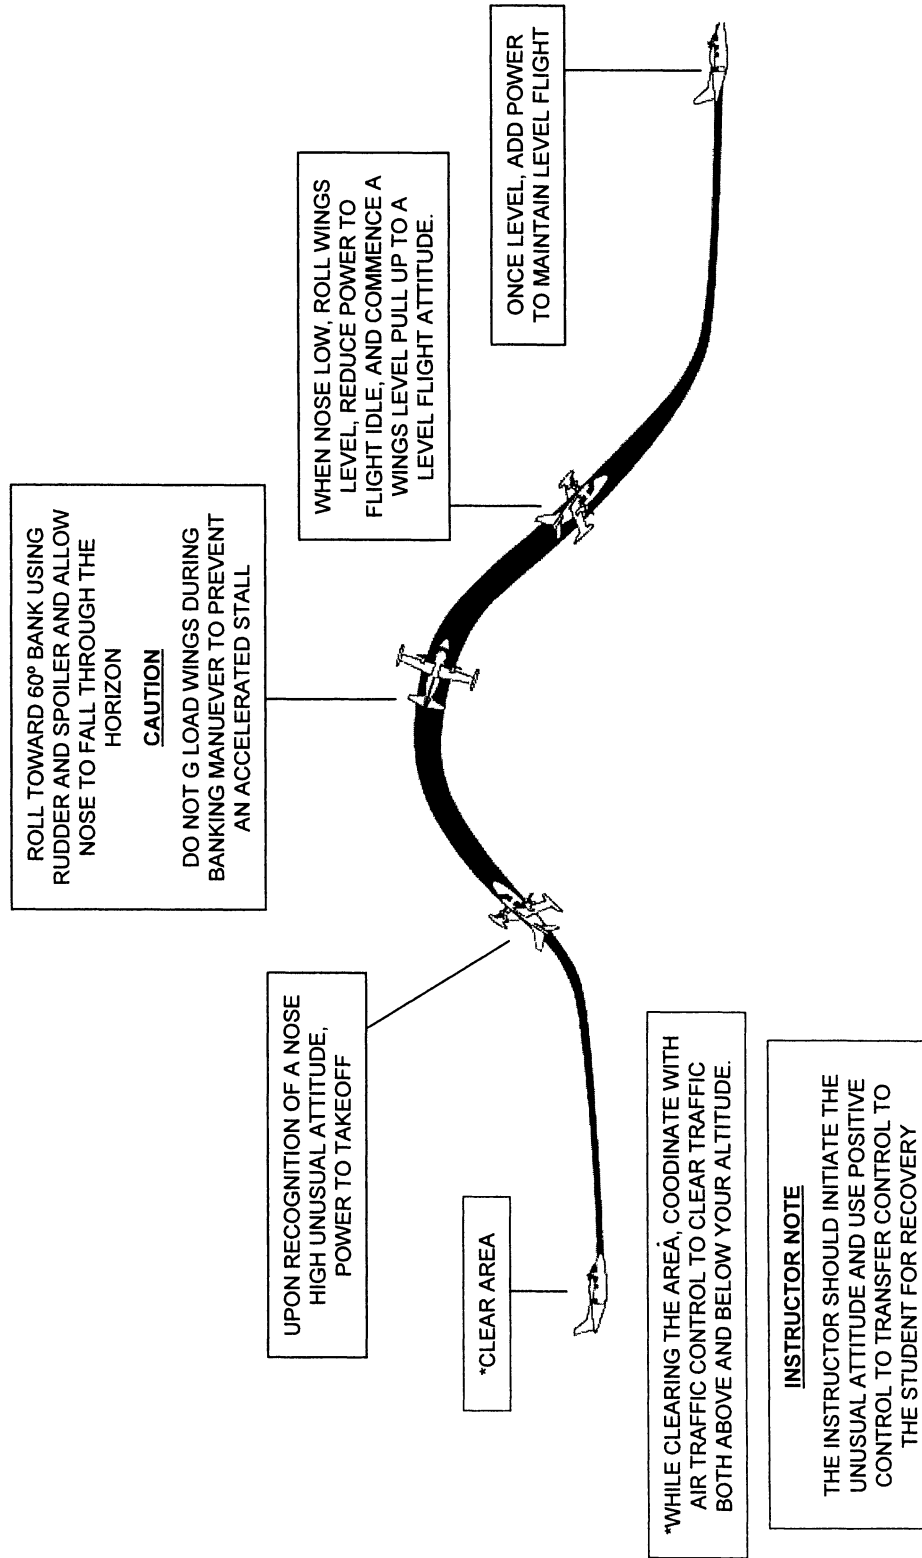 ROLL TOWARD 60º BANK USING
RUDDER AND SPOILER AND ALLOW
NOSE TO FALL THROUGH THE
HORIZON
CAUTION
DO NOT G LOAD WINGS DURING
BANKING MANUEVER TO PREVENT
AN ACCELERATED STALL
UPON RECOGNITION OF A NOSE
HIGH UNUSUAL ATTITUDE,
POWER TO TAKEOFF
WHEN NOSE LOW, ROLL WINGS
LEVEL, REDUCE POWER TO
FLIGHT IDLE, AND COMMENCE A
WINGS LEVEL PULL UP TO A
LEVEL FLIGHT ATTITUDE.
*CLEAR AREA
ONCE LEVEL, ADD POWER
TO MAINTAIN LEVEL FLIGHT
*WHILE CLEARING THE AREA, COODINATE WITH
AIR TRAFFIC CONTROL TO CLEAR TRAFFIC
BOTH ABOVE AND BELOW YOUR ALTITUDE.
INSTRUCTOR NOTE
THE INSTRUCTOR SHOULD INITIATE THE
UNUSUAL ATTITUDE AND USE POSITIVE
CONTROL TO TRANSFER CONTROL TO
THE STUDENT FOR RECOVERY